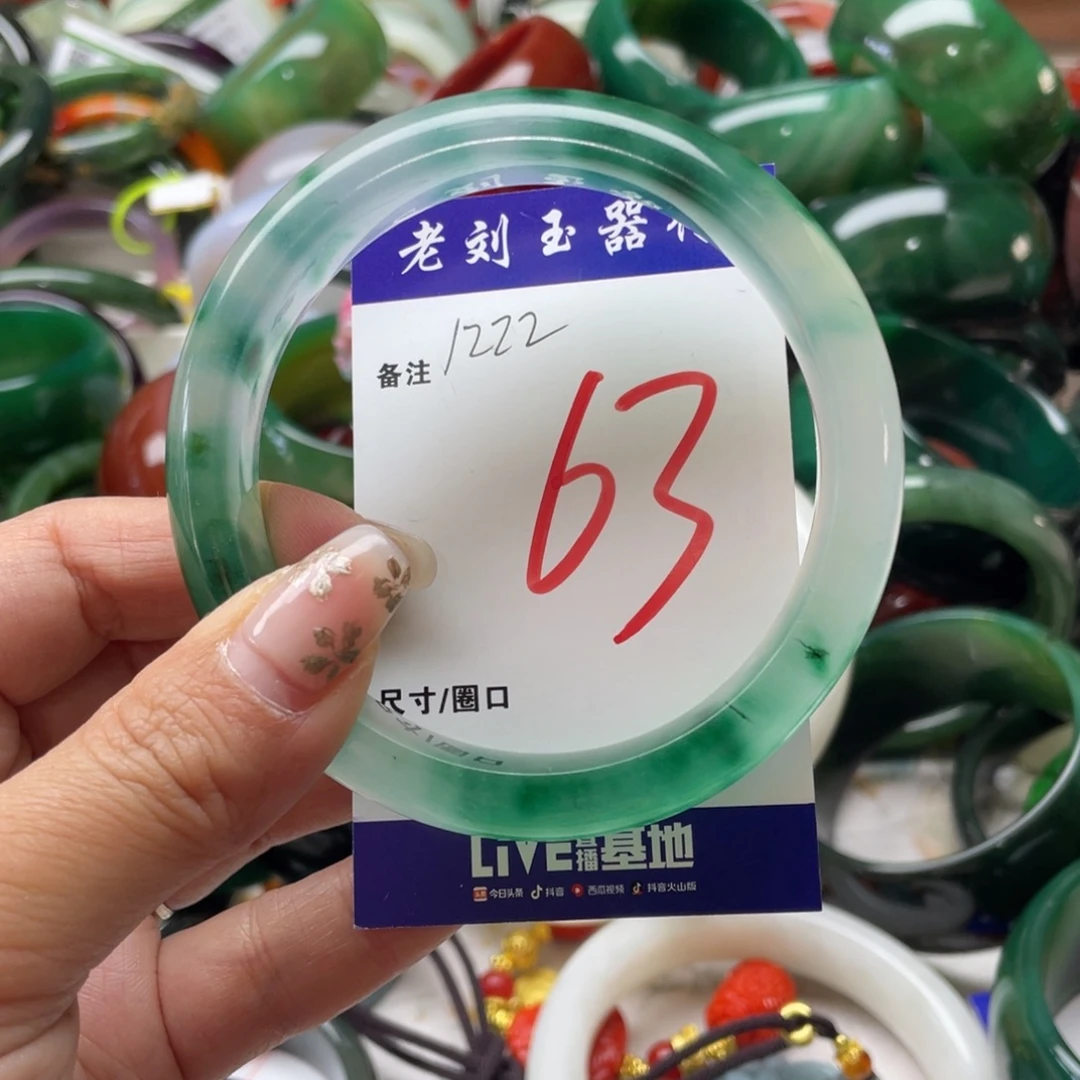 老刘玉器
备注 1222
63
尺寸/圈口
LIVE直播基地
今日头条 抖音 西瓜视频 抖音火山版